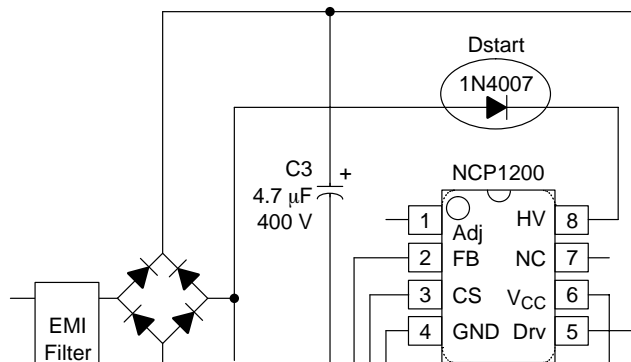 Dstart
1N4007
C3
+
4.7 μF
400 V
NCP1200
1
Adj
HV
8
2
FB
NC
7
3
CS
VCC
6
4
GND
Drv
5
EMI
Filter